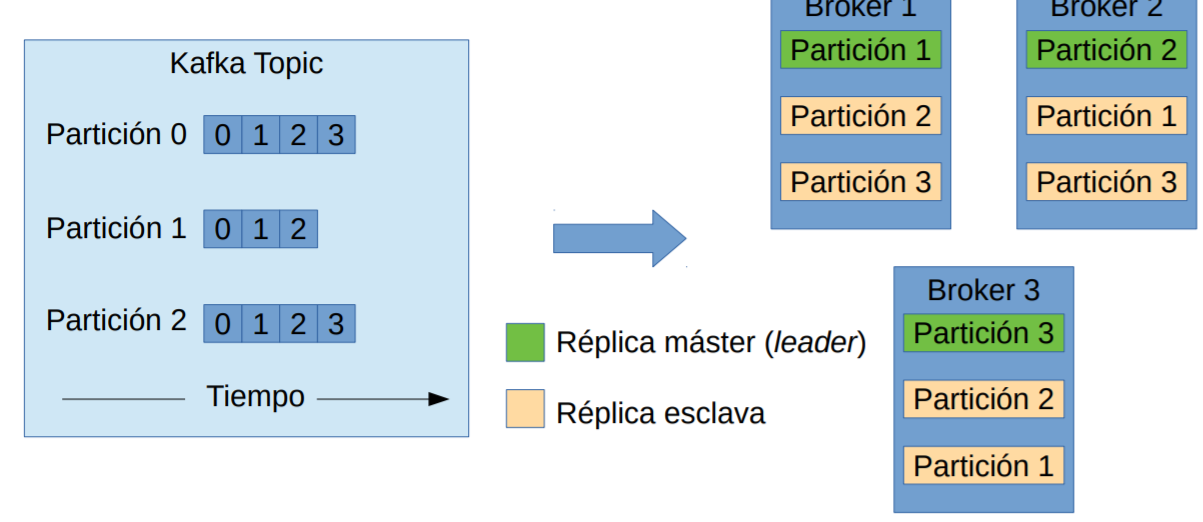 Kafka Topic
Partición 0 0 1 2 3
Partición 1 0 1 2
Partición 2 0 1 2 3
Tiempo
Réplica máster (leader)
Réplica esclava
Broker 1
Partición 1
Partición 2
Partición 3
Broker 2
Partición 2
Partición 1
Partición 3
Broker 3
Partición 3
Partición 2
Partición 1